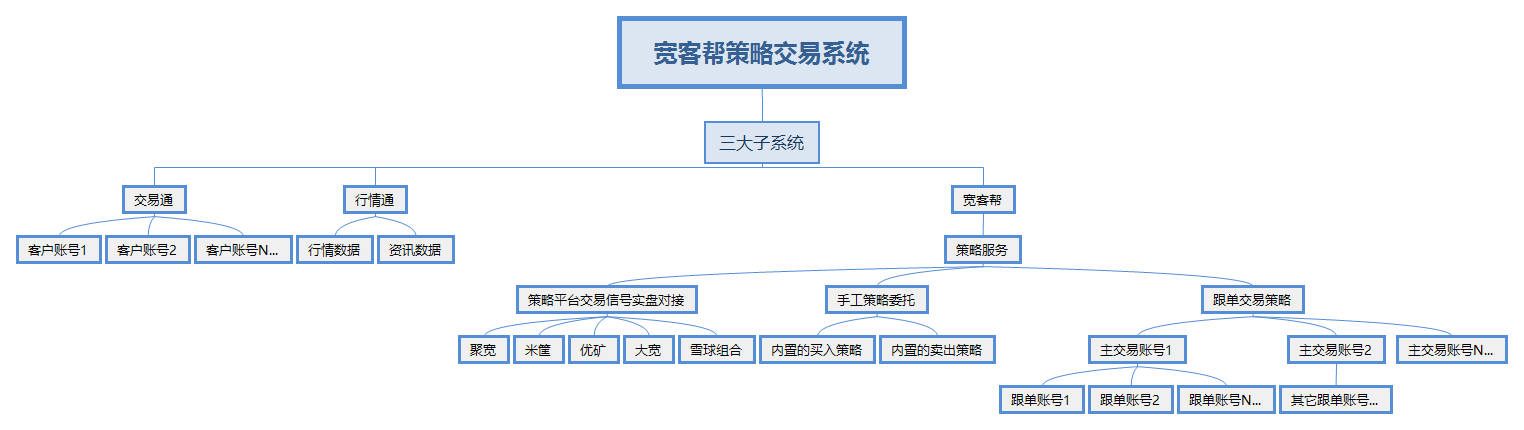 宽客帮策略交易系统
三大子系统
交易通
行情通
宽客帮
客户账号1
客户账号2
客户账号N...
行情数据
资讯数据
策略服务
策略平台交易信号实盘对接
手工策略委托
跟单交易策略
聚宽
米筐
优矿
大宽
雪球组合
内置的买入策略
内置的卖出策略
主交易账号1
主交易账号2
主交易账号N...
跟单账号1
跟单账号2
跟单账号N...
其它跟单账号...